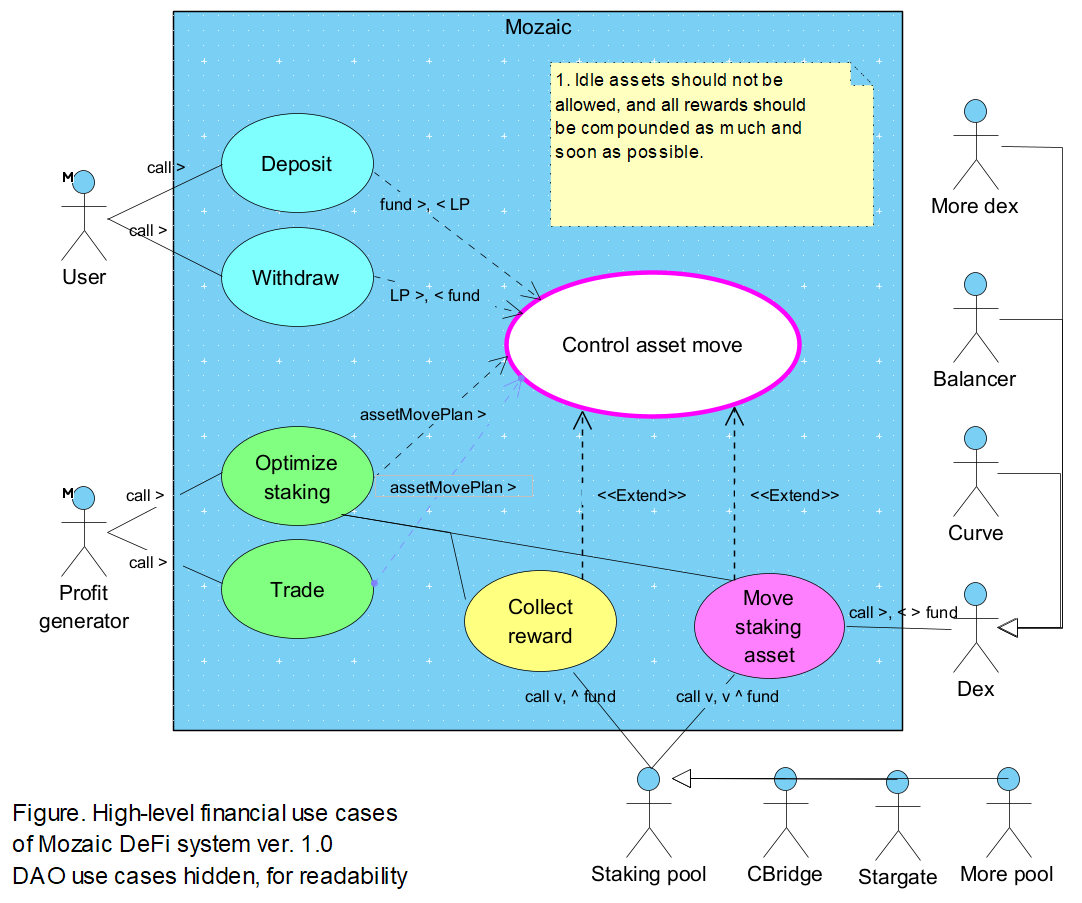 Mozaic
1. Idle assets should not be
allowed, and all rewards should
be compounded as much and
soon as possible.
M
User
call >
call >
Deposit
Withdraw
fund >, < LP
LP >, < fund
Control asset move
More dex
Balancer
Curve
Dex
M
Profit
generator
call >
call >
Optimize
staking
Trade
assetMovePlan >
assetMovePlan >
<<Extend>>
<<Extend>>
Collect
reward
Move
staking
asset
call >, < > fund
call v, ^ fund
call v, v ^ fund
Staking pool
CBridge
Stargate
More pool
Figure. High-level financial use cases
of Mozaic DeFi system ver. 1.0
DAO use cases hidden, for readability